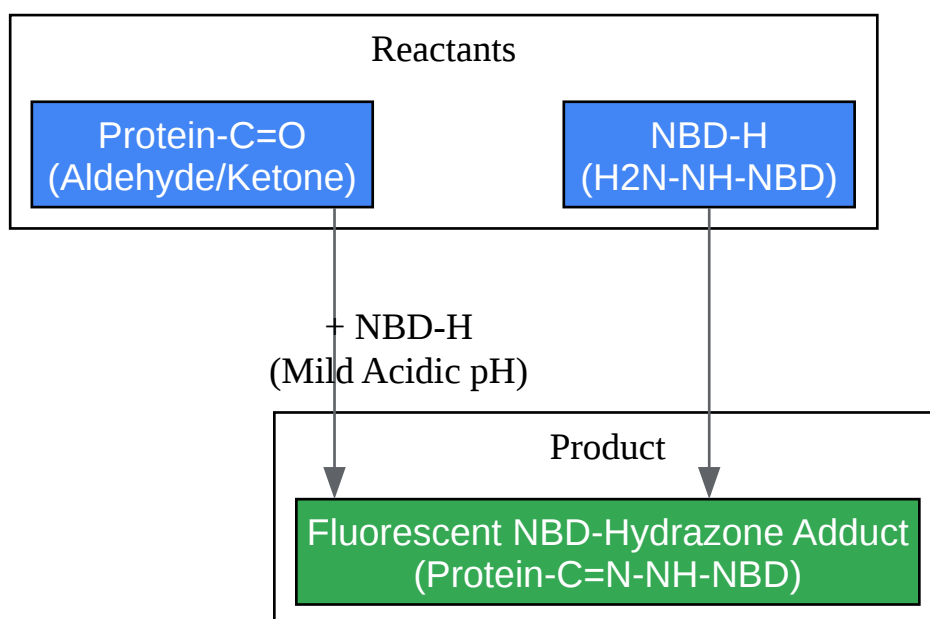 Reactants
Protein-C=O
(Aldehyde/Ketone)
NBD-H
(H2N-NH-NBD)
+ NBD-H
(Mild Acidic pH)
Product
Fluorescent NBD-Hydrazone Adduct
(Protein-C=N-NH-NBD)